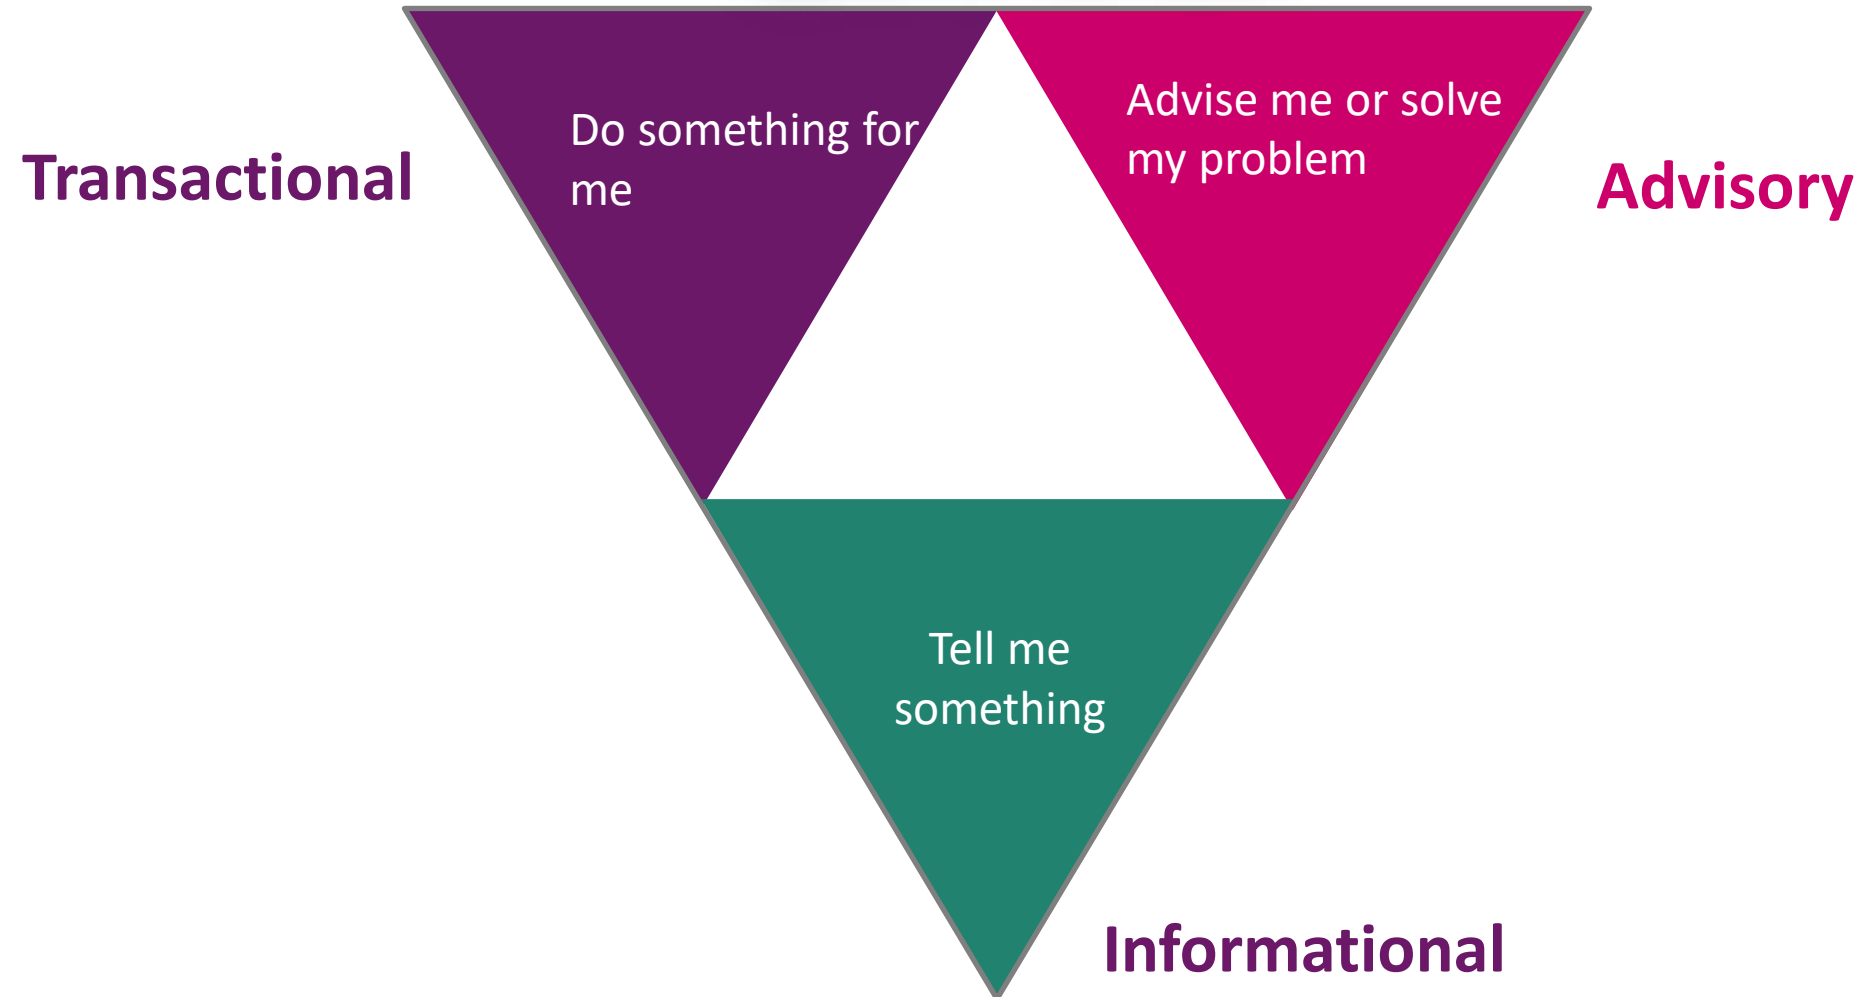 Transactional
Do something for
me
Advise me or solve
my problem
Advisory
Tell me
something
Informational